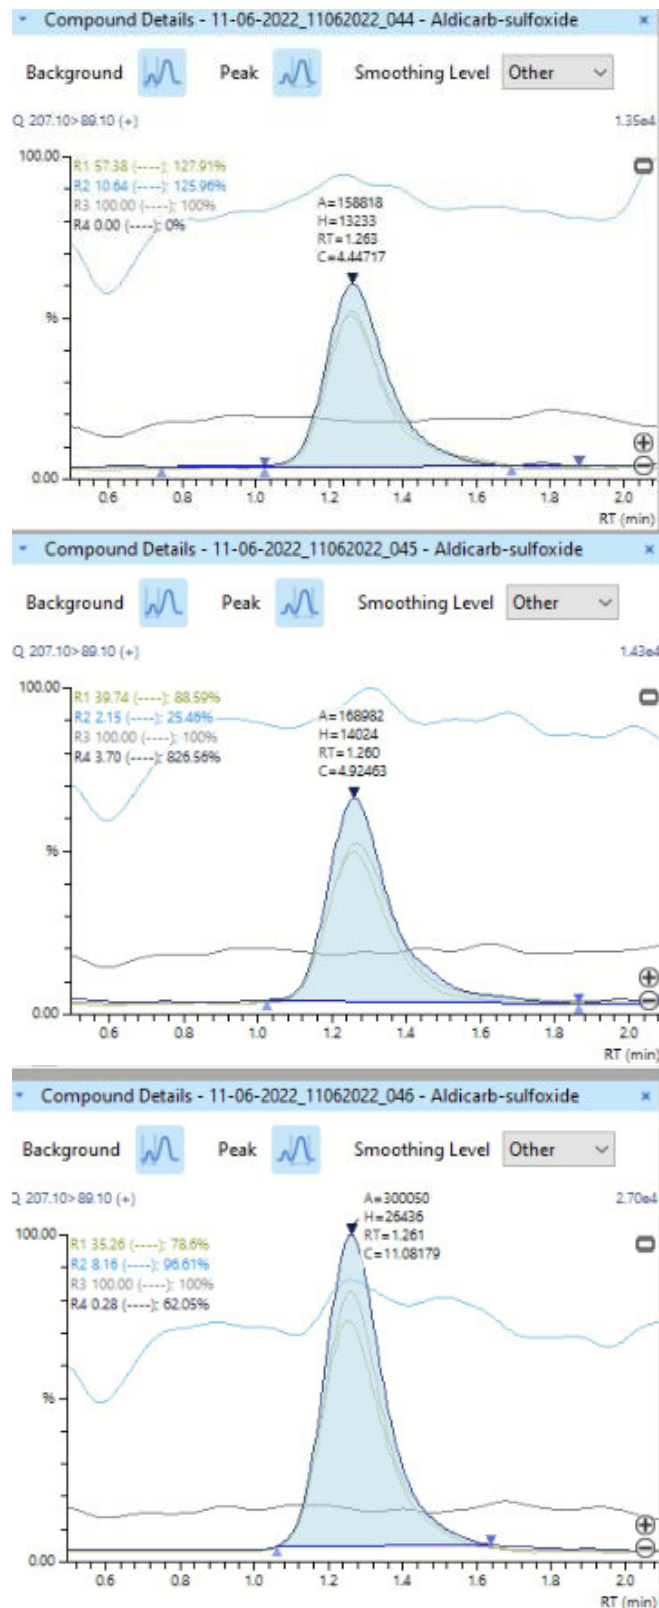 Compound Details - 11-06-2022_11062022_044 - Aldicarb-sulfoxide ×
Background Peak Smoothing Level Other
Q 207.10>89.10 (+) 1.35e4
100.00
R1 57.38 (----); 127.91%
R2 10.64 (----); 125.96%
R3 100.00 (----); 100%
R4 0.00 (----); 0%
A=158818
H=13233
RT=1.263
C=4.44717
%
0.00
0.6 0.8 1.0 1.2 1.4 1.6 1.8 2.0
RT (min)
Compound Details - 11-06-2022_11062022_045 - Aldicarb-sulfoxide ×
Background Peak Smoothing Level Other
Q 207.10>89.10 (+) 1.43e4
100.00
R1 39.74 (----); 88.59%
R2 2.15 (----); 25.46%
R3 100.00 (----); 100%
R4 3.70 (----); 826.56%
A=168982
H=14024
RT=1.260
C=4.92463
%
0.00
0.6 0.8 1.0 1.2 1.4 1.6 1.8 2.0
RT (min)
Compound Details - 11-06-2022_11062022_046 - Aldicarb-sulfoxide ×
Background Peak Smoothing Level Other
Q 207.10>89.10 (+) 2.70e4
100.00
R1 35.26 (----); 78.6%
R2 8.16 (----); 96.61%
R3 100.00 (----); 100%
R4 0.28 (----); 62.05%
A=300050
H=26436
RT=1.261
C=11.08179
%
0.00
0.6 0.8 1.0 1.2 1.4 1.6 1.8 2.0
RT (min)